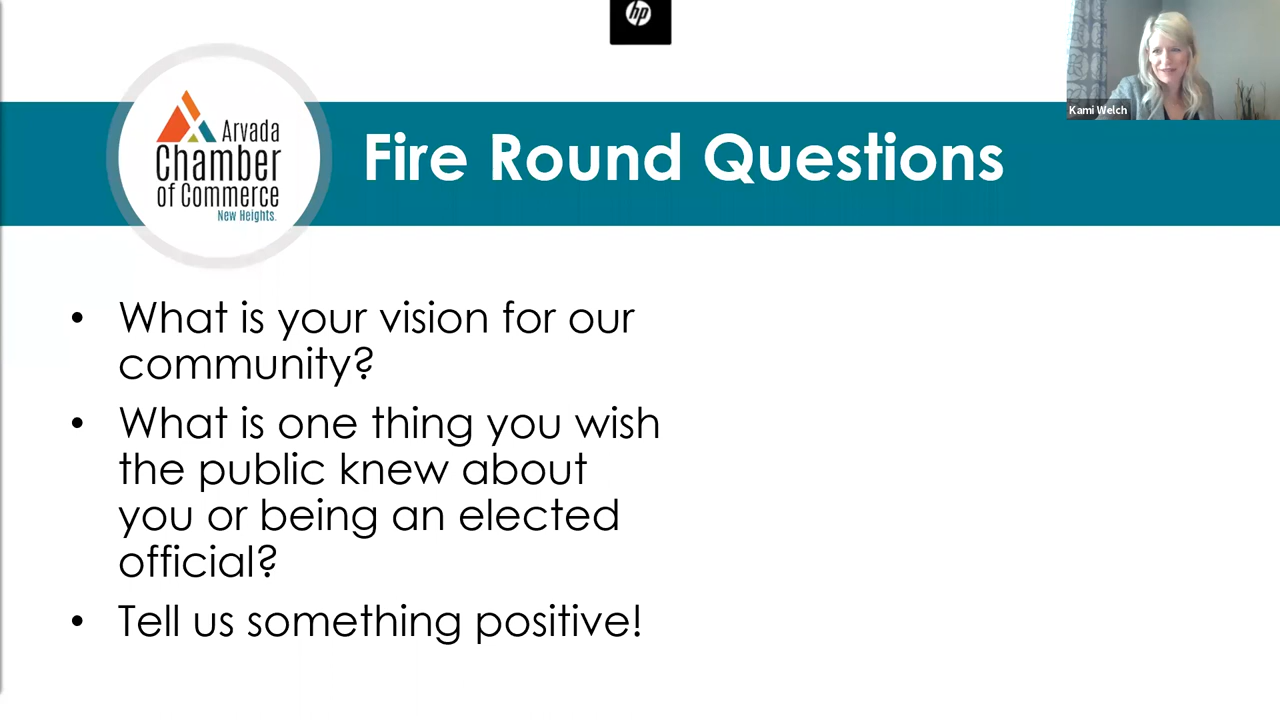 hp
Kami Welch
Arvada
Chamber
of Commerce
New Heights.
Fire Round Questions
• What is your vision for our
community?
• What is one thing you wish
the public knew about
you or being an elected
official?
• Tell us something positive!